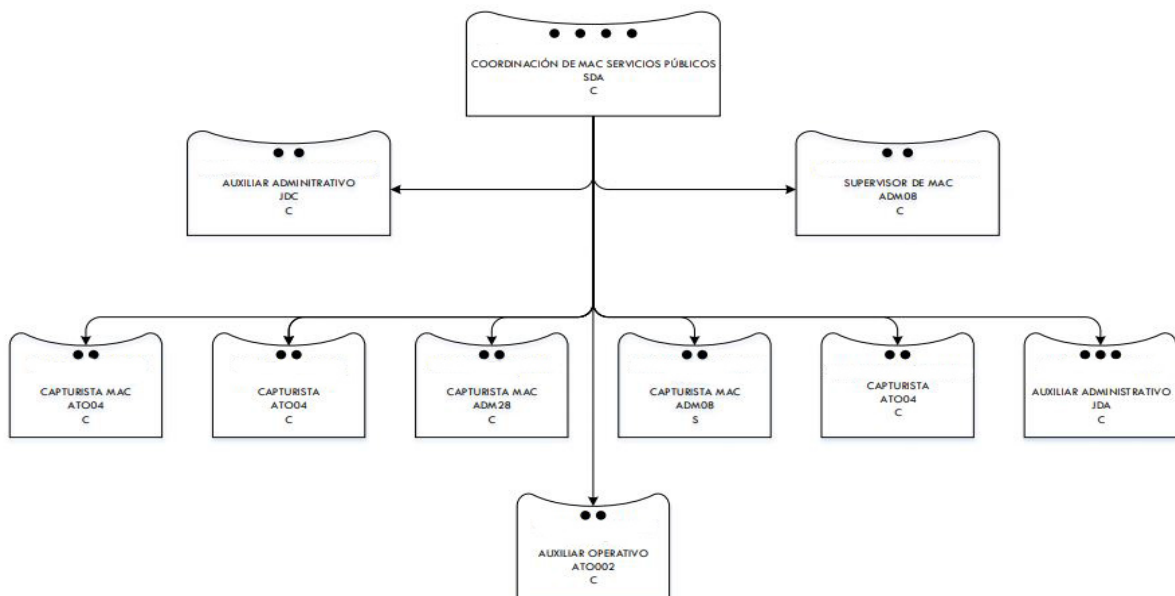 COORDINACIÓN DE MAC SERVICIOS PÚBLICOS
SDA
C
AUXILIAR ADMINITRATIVO
JDC
C
SUPERVISOR DE MAC
ADM08
C
CAPTURISTA MAC
ATO04
C
CAPTURISTA
ATO04
C
CAPTURISTA MAC
ADM28
C
CAPTURISTA MAC
ADM08
S
CAPTURISTA
ATO04
C
AUXILIAR ADMINISTRATIVO
JDA
C
AUXILIAR OPERATIVO
ATO002
C